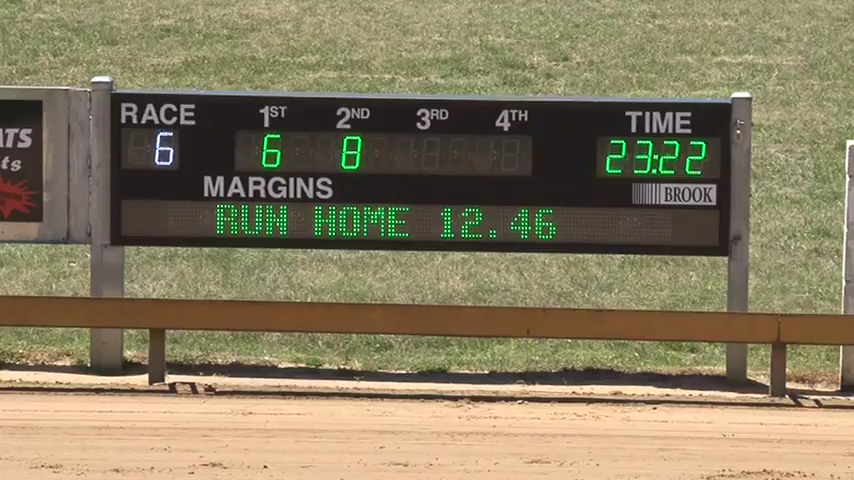 RACE 1ST 2ND 3RD 4TH TIME
6 6 8 23:22
MARGINS BROOK
RUN HOME 12.46